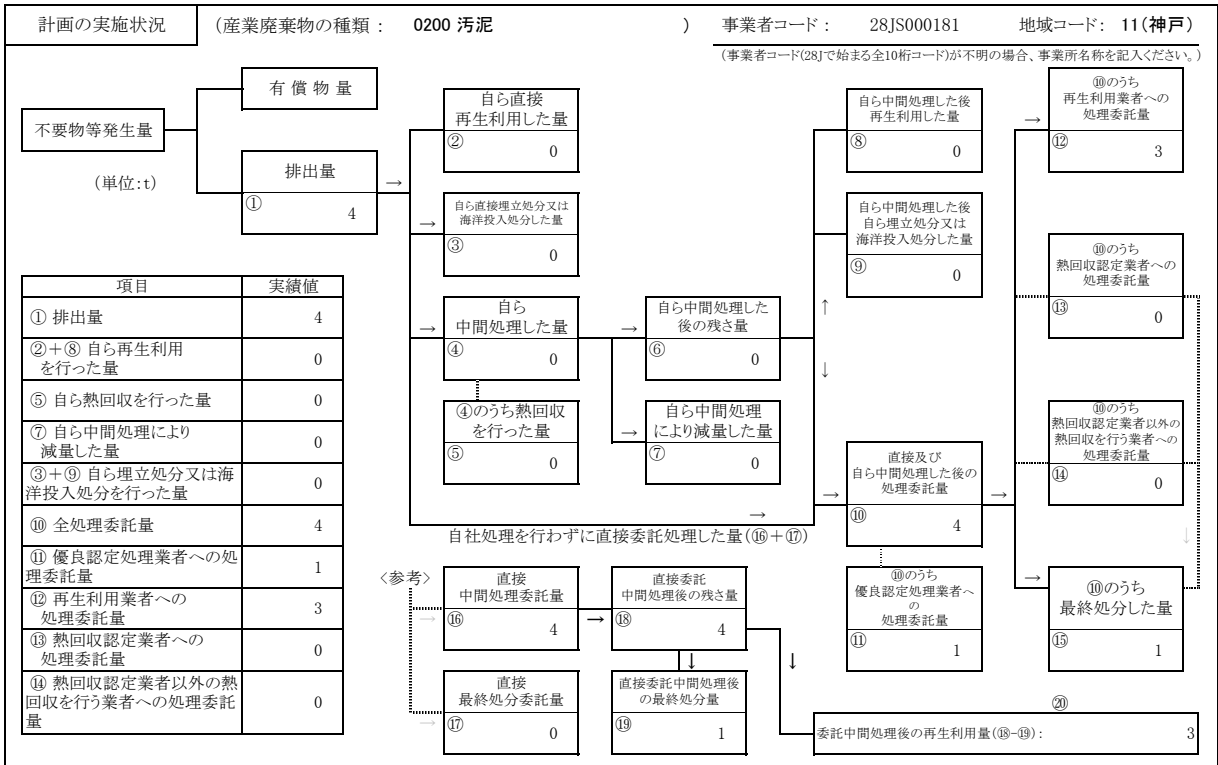 計画の実施状況
(産業廃棄物の種類 : 0200 汚泥 )
事業者コード : 28JS000181
地域コード: 11(神戸)
(事業者コード(28Jで始まる全10桁コード)が不明の場合、事業所名称を記入ください。)
不要物等発生量
(単位:t)
有償物量
排出量
①
4
→
自ら直接
再生利用した量
②
0
→
自ら直接埋立処分又は
海洋投入処分した量
③
0
→
自ら
中間処理した量
④
0
④のうち熱回収
を行った量
⑤
0
→
自ら中間処理した
後の残さ量
⑥
0
→
自ら中間処理
により減量した量
⑦
0
自ら中間処理した後
再生利用した量
⑧
0
自ら中間処理した後
自ら埋立処分又は
海洋投入処分した量
⑨
0
↑
↓
→
→
直接及び
自ら中間処理した後の
処理委託量
⑩
4
→
⑩のうち
優良認定処理業者へ
の
処理委託量
⑪
1
→
⑩のうち
再生利用業者への
処理委託量
⑫
3
⑩のうち
熱回収認定業者への
処理委託量
⑬
0
⑩のうち
熱回収認定業者以外の
熱回収を行う業者への
処理委託量
⑭
0
↓
→
⑩のうち
最終処分した量
⑮
1
項目 実績値
① 排出量 4
②+⑧ 自ら再生利用
を行った量 0
⑤ 自ら熱回収を行った量 0
⑦ 自ら中間処理により
減量した量 0
③+⑨ 自ら埋立処分又は海
洋投入処分を行った量 0
⑩ 全処理委託量 4
⑪ 優良認定処理業者への処
理委託量 1
⑫ 再生利用業者への
処理委託量 3
⑬ 熱回収認定業者への
処理委託量 0
⑭ 熱回収認定業者以外の熱
回収を行う業者への処理委託
量 0
自社処理を行わずに直接委託処理した量(⑯+⑰)
<参考>
→
直接
中間処理委託量
⑯
4
→
直接委託
中間処理後の残さ量
⑱
4
↓
↓
→
直接
最終処分委託量
⑰
0
直接委託中間処理後
の最終処分量
⑲
1
⑳
委託中間処理後の再生利用量(⑱-⑲) : 3